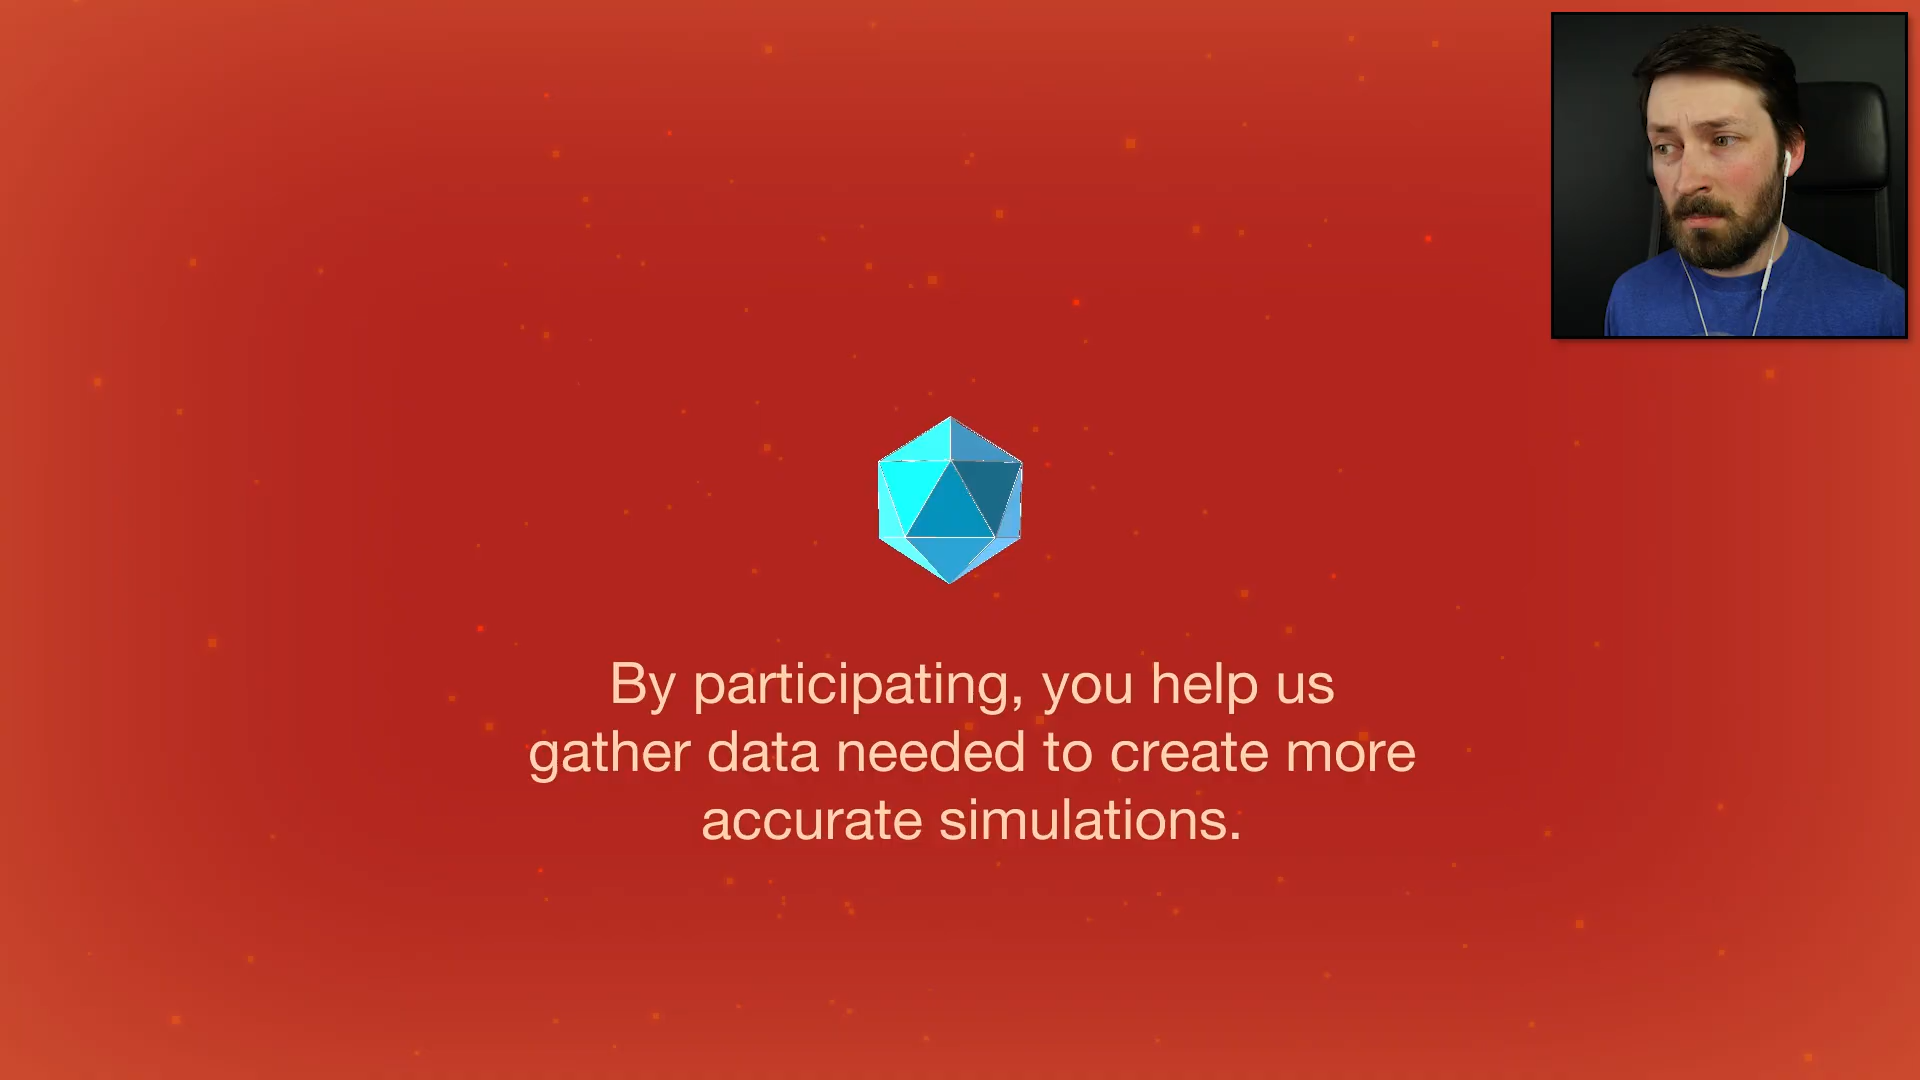 By participating, you help us
gather data needed to create more
accurate simulations.